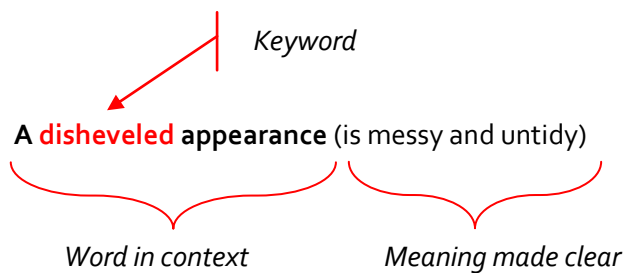 Keyword
A disheveled appearance (is messy and untidy)
Word in context
Meaning made clear